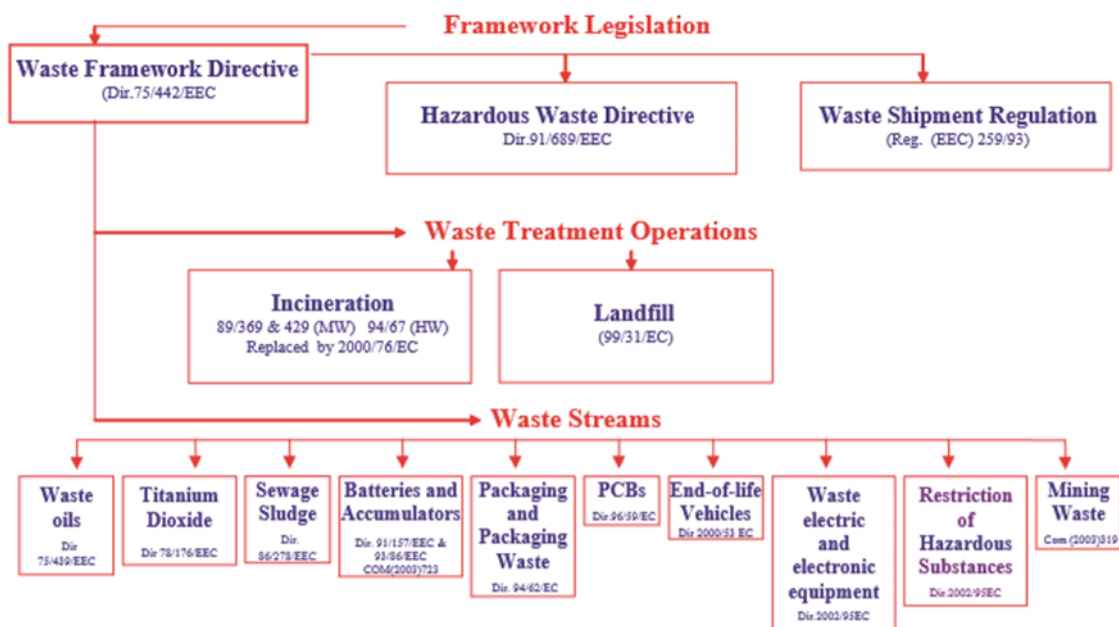 Framework Legislation
Waste Framework Directive
(Dir.75/442/EEC
Hazardous Waste Directive
Dir.91/689/EEC
Waste Shipment Regulation
(Reg. (EEC) 259/93)
Waste Treatment Operations
Incineration
89/369 & 429 (MW) 94/67 (HW)
Replaced by 2000/76/EC
Landfill
(99/31/EC)
Waste Streams
Waste
oils
Dir
75/439/EEC
Titanium
Dioxide
Dir 78/176/EEC
Sewage
Sludge
Dir.
86/278/EEC
Batteries and
Accumulators
Dir. 91/157/EEC &
93/86/EEC
COM(2003)723
Packaging
and
Packaging
Waste
Dir. 94/62/EC
PCBs
Dir.96/59/EC
End-of-life
Vehicles
Dir 2000/53 EC
Waste
electric
and
electronic
equipment
Dir.2002/95EC
Restriction
of
Hazardous
Substances
Dir.2002/95EC
Mining
Waste
Com (2003)319